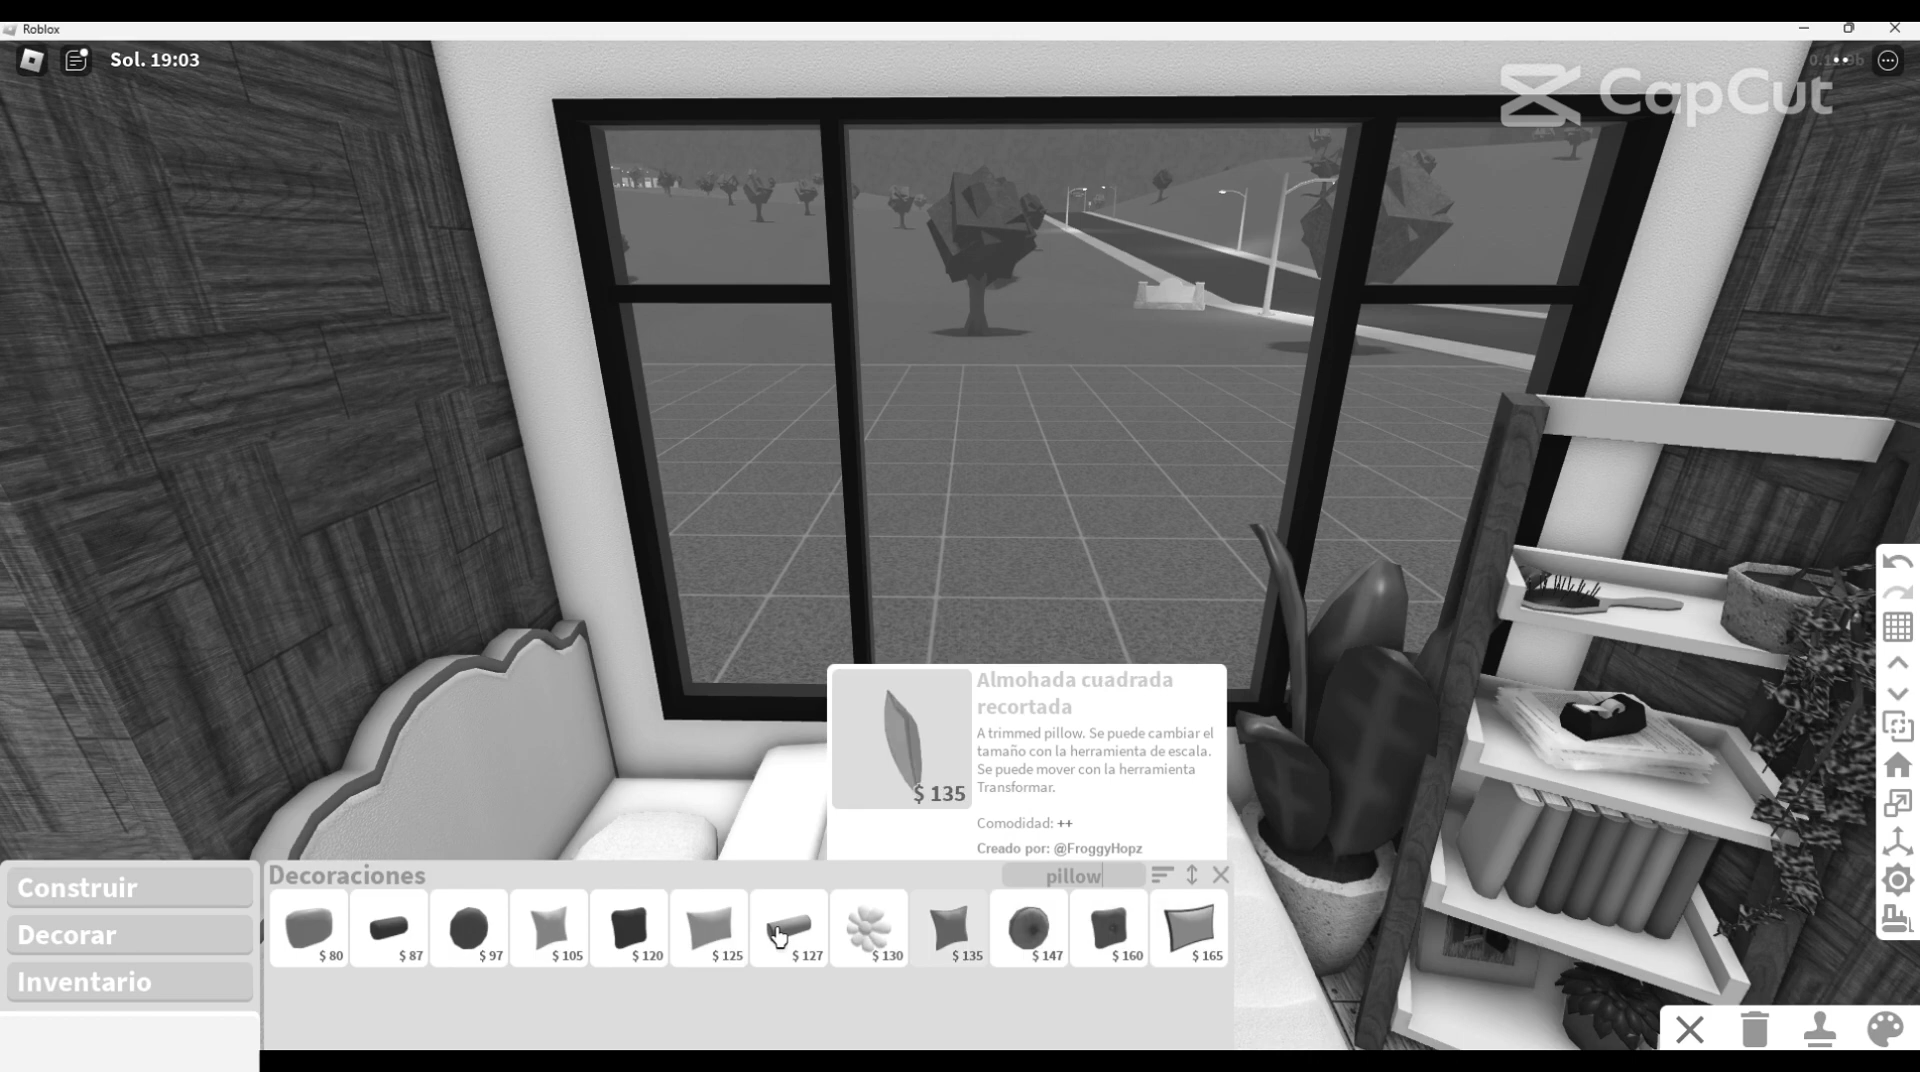 Roblox
Sol. 19:03
CapCut
Almohada cuadrada
recortada
A trimmed pillow. Se puede cambiar el
tamaño con la herramienta de escala.
Se puede mover con la herramienta
Transformar.
$ 135
Comodidad: ++
Creado por: @FroggyHopz
Construir
Decorar
Inventario
Decoraciones
pillow
$ 80
$ 87
$ 97
$ 105
$ 120
$ 125
$ 127
$ 130
$ 135
$ 147
$ 160
$ 165